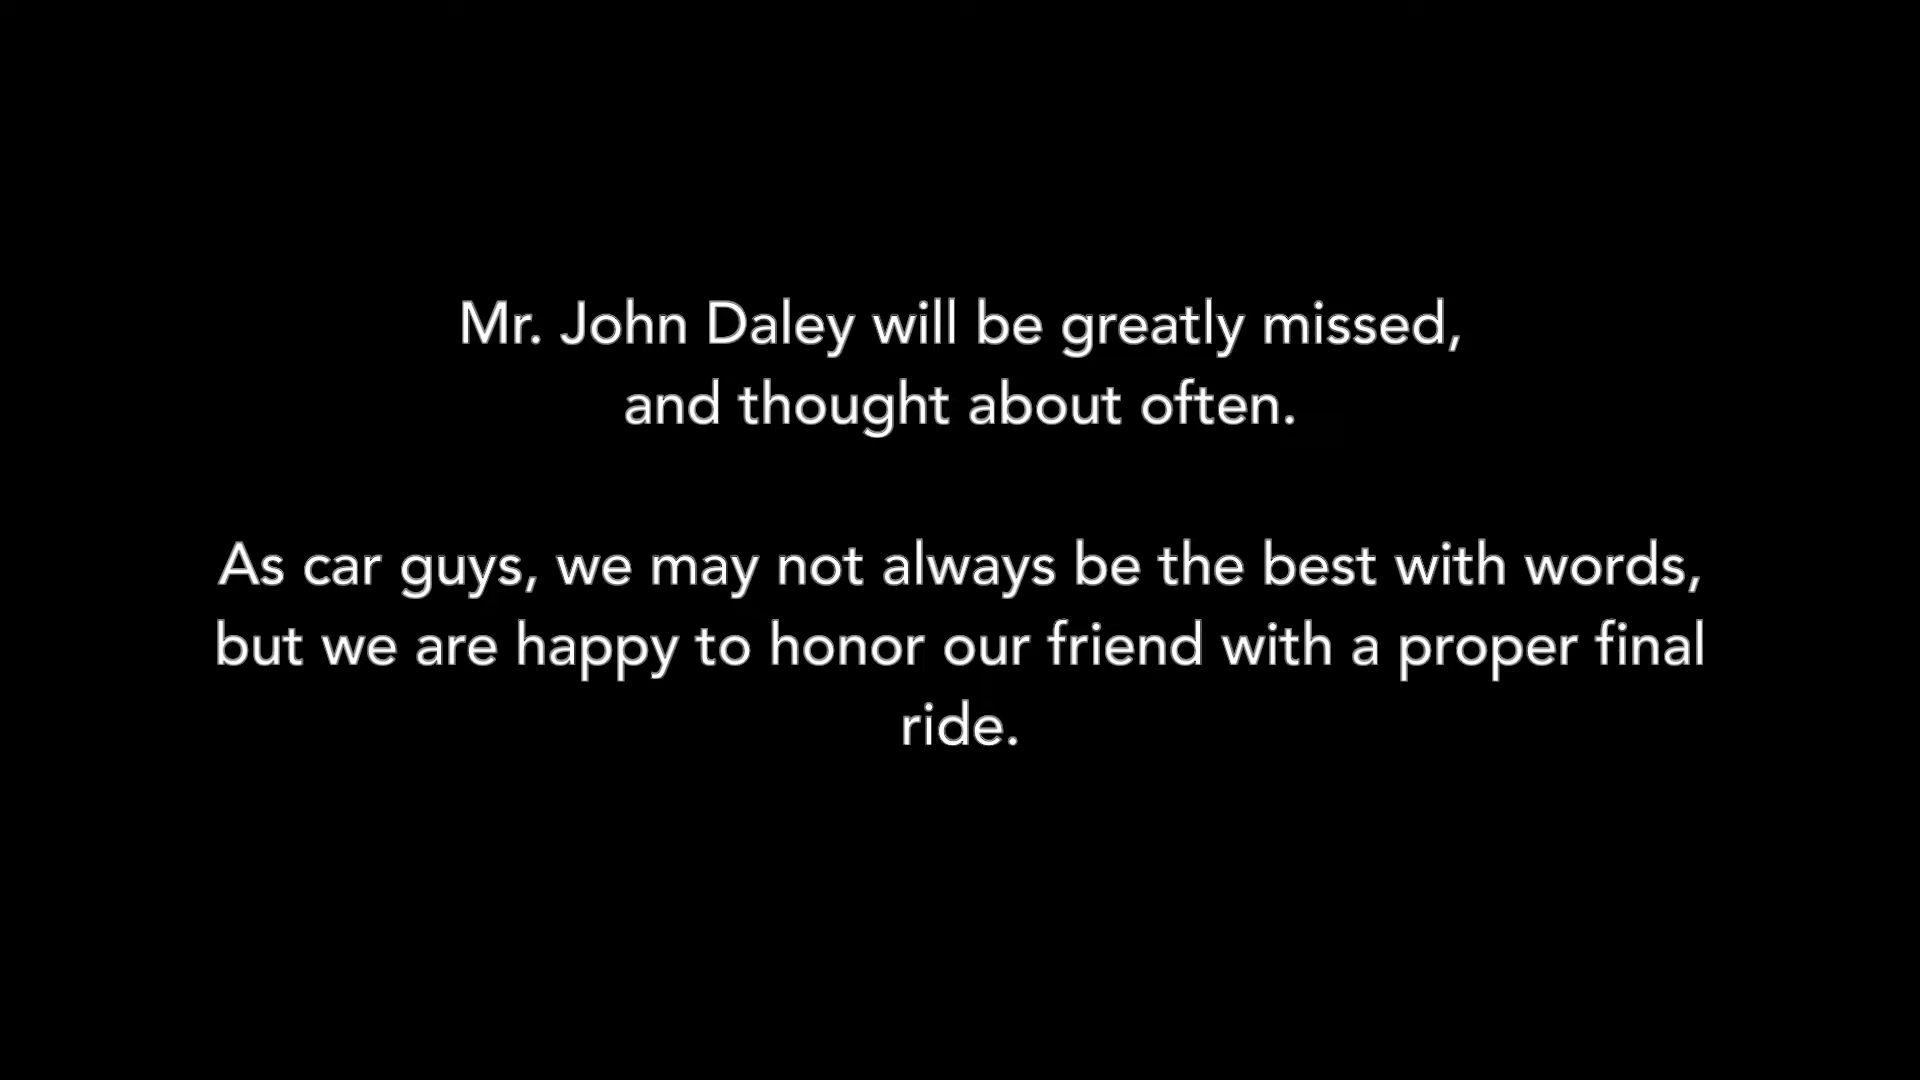 Mr. John Daley will be greatly missed,
and thought about often.
As car guys, we may not always be the best with words,
but we are happy to honor our friend with a proper final
ride.